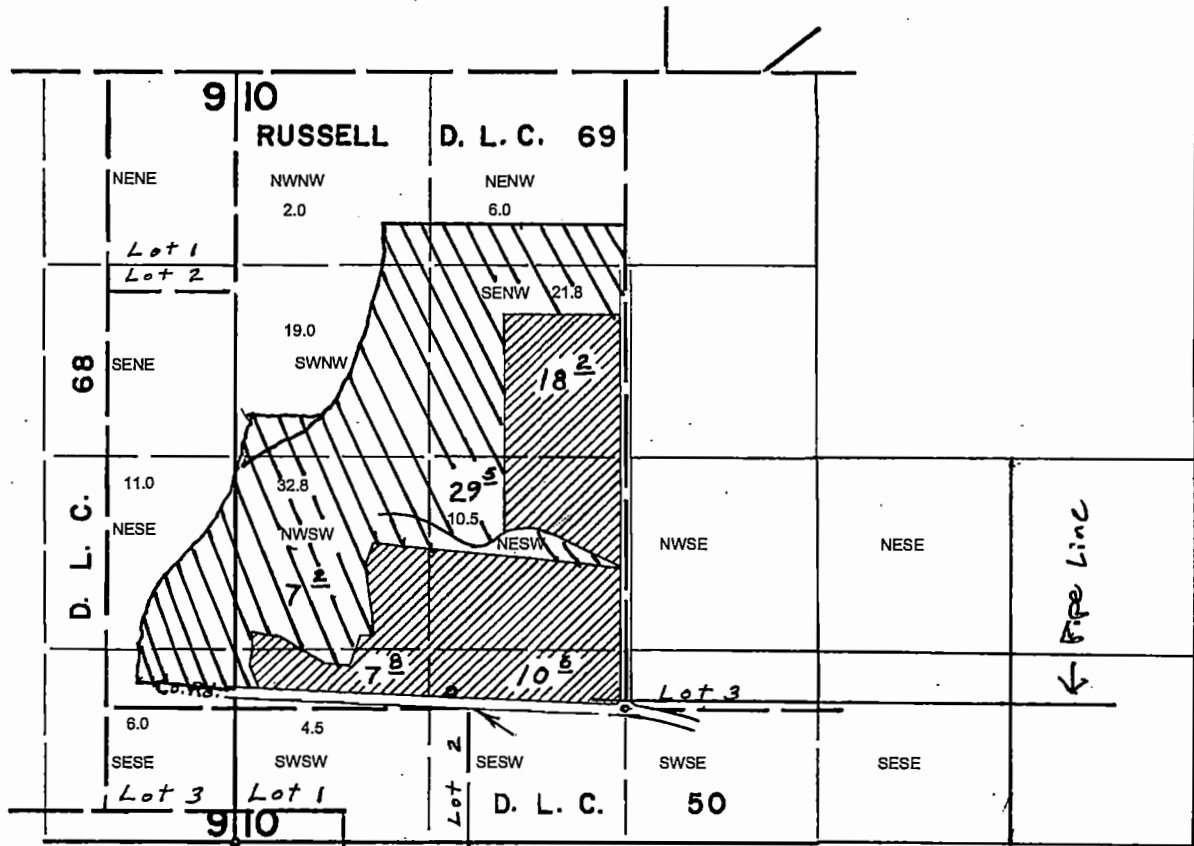 9 10
RUSSELL D. L. C. 69
NENE NWNW NENW
2.0 6.0
Lot 1
Lot 2
SENW 21.8
19.0
68 SENE SWNW 18 2
11.0 32.8 29 5
10.5
D. L. C. NESE NWSW NESW NWSE NESE
7 2
Pipe Line
7 8 10 6
Co. Rd. Lot 3
6.0 4.5
SESE SWSW Lot 2 SESW SWSE SESE
Lot 3 Lot 1 D. L. C. 50
9 10